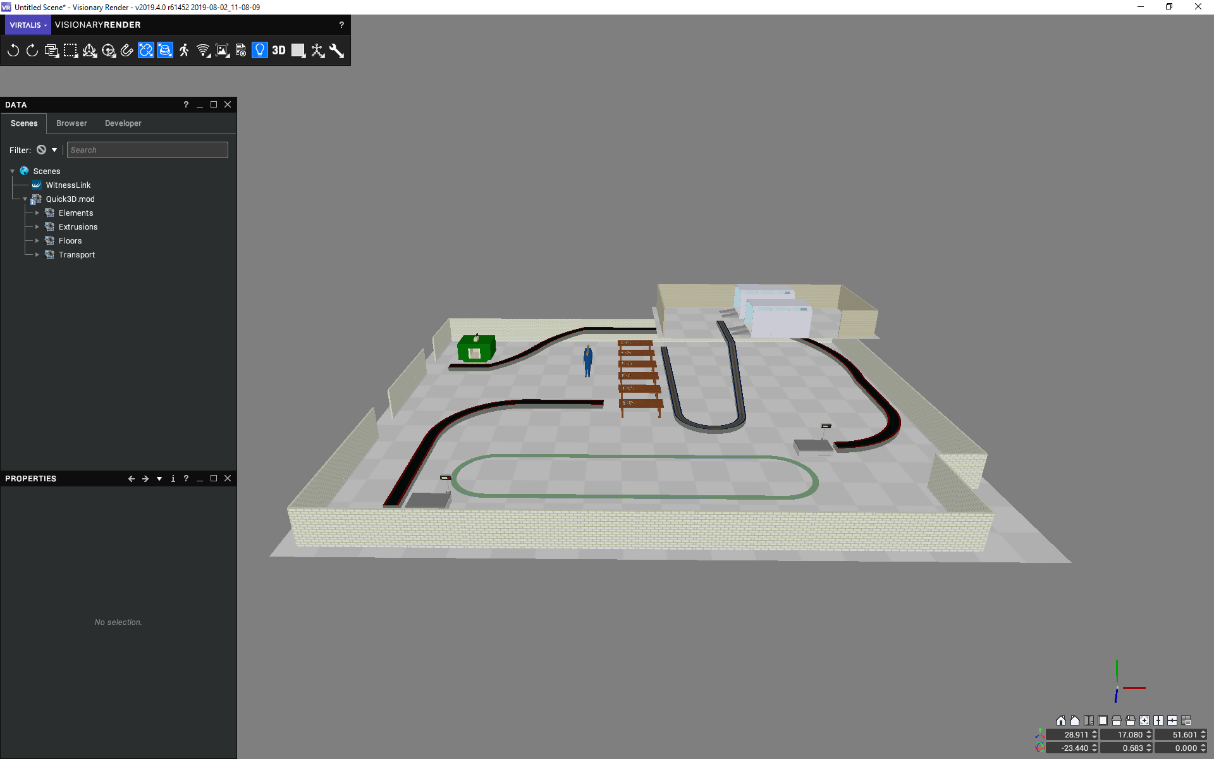 VR Untitled Scene* - Visionary Render - v2019.4.0 r61452 2019-08-02_11-08-09
VIRTALIS VISIONARYRENDER ?
3D
DATA ?
Scenes Browser Developer
Filter: Search
Scenes
WitnessLink
Quick3D.mod
Elements
Extrusions
Floors
Transport
PROPERTIES i ?
No selection.
28.911 17.080 51.601
-23.440 0.683 0.000